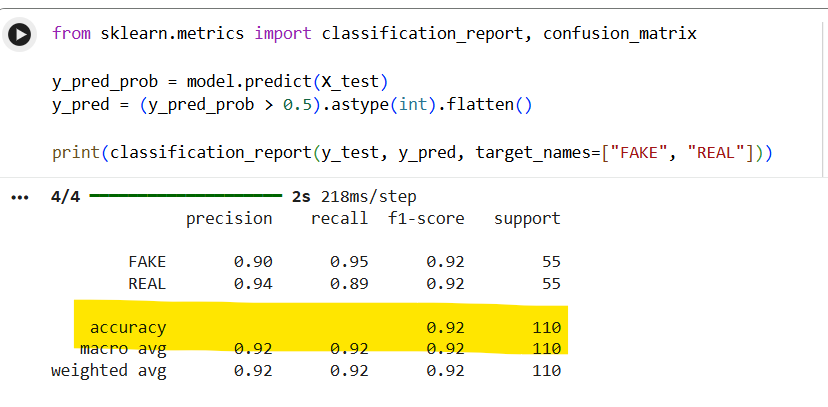 from sklearn.metrics import classification_report, confusion_matrix
y_pred_prob = model.predict(X_test)
y_pred = (y_pred_prob > 0.5).astype(int).flatten()
print(classification_report(y_test, y_pred, target_names=["FAKE", "REAL"]))
4/4 2s 218ms/step
precision recall f1-score support
FAKE 0.90 0.95 0.92 55
REAL 0.94 0.89 0.92 55
accuracy 0.92 110
macro avg 0.92 0.92 0.92 110
weighted avg 0.92 0.92 0.92 110